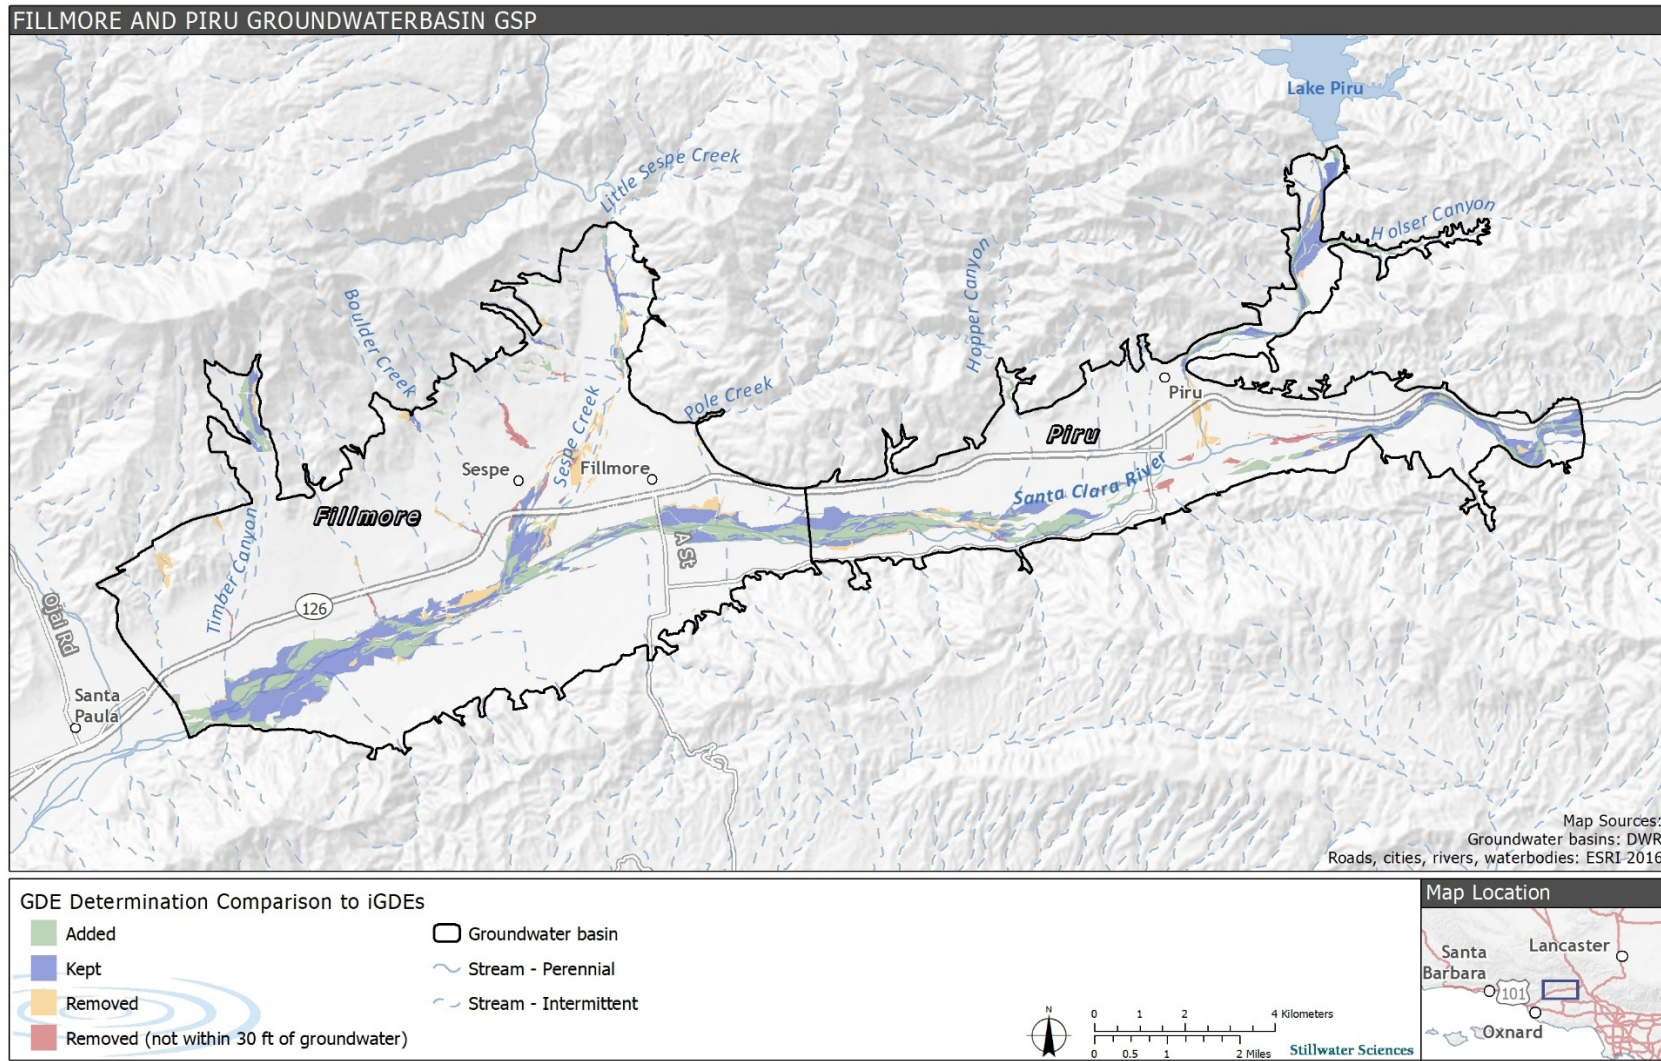 FILLMORE AND PIRU GROUNDWATERBASIN GSP
Lake Piru
Little Sespe Creek
Holser Canyon
Hopper Canyon
Boulder Creek
Pole Creek
Piru
Piru
Sespe Creek
Sespe
Fillmore
Santa Clara River
Fillmore
A St
Timber Canyon
126
Ojai Rd
Santa
Paula
Map Sources:
Groundwater basins: DWR
Roads, cities, rivers, waterbodies: ESRI 2016
GDE Determination Comparison to iGDEs
Added
Kept
Removed
Removed (not within 30 ft of groundwater)
Groundwater basin
Stream - Perennial
Stream - Intermittent
N
0 1 2 4 Kilometers
0 0.5 1 2 Miles
Stillwater Sciences
Map Location
Santa
Barbara
Lancaster
101
Oxnard